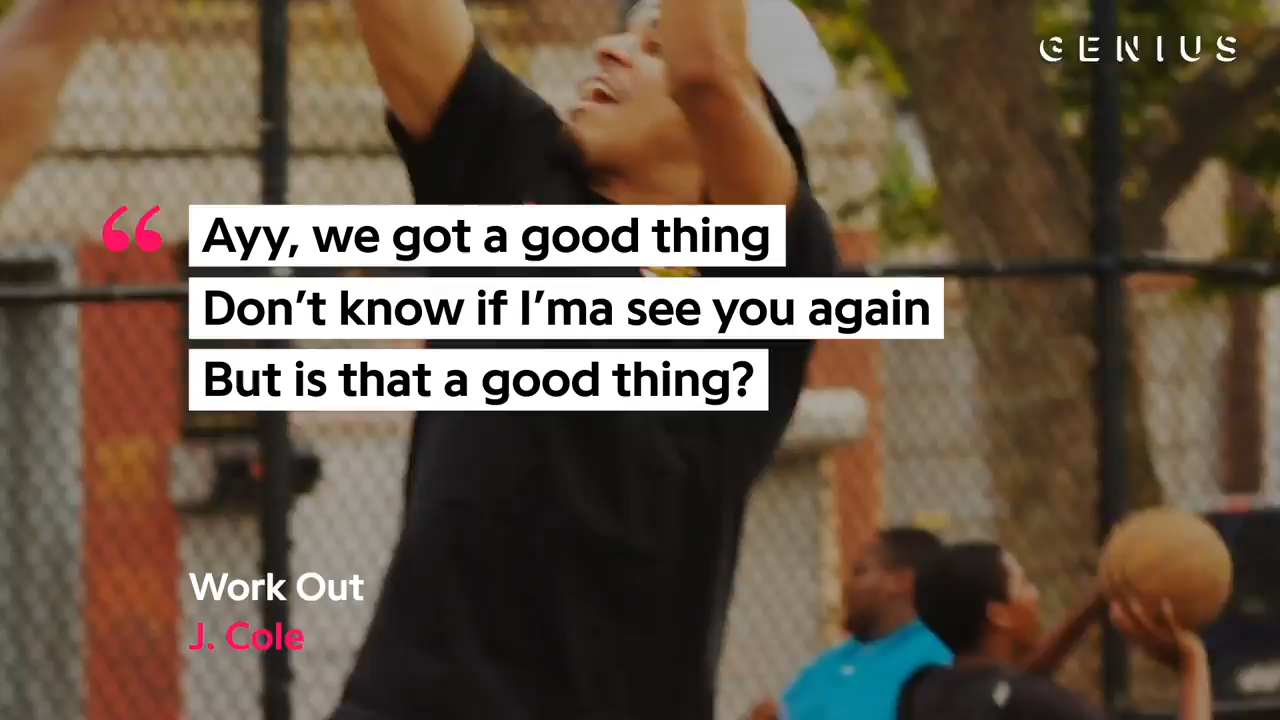 GENIUS
“ Ayy, we got a good thing
Don’t know if I’ma see you again
But is that a good thing?
Work Out
J. Cole